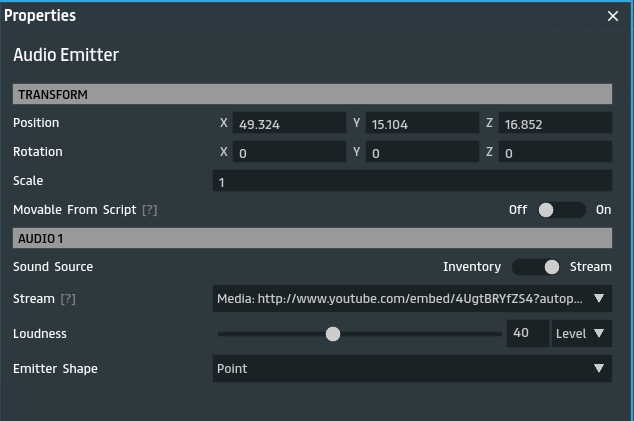 Properties
Audio Emitter
TRANSFORM
Position X 49.324 Y 15.104 Z 16.852
Rotation X 0 Y 0 Z 0
Scale 1
Movable From Script [?] Off On
AUDIO 1
Sound Source Inventory Stream
Stream [?] Media: http://www.youtube.com/embed/4UgtBRYfZS4?autop...
Loudness 40 Level
Emitter Shape Point